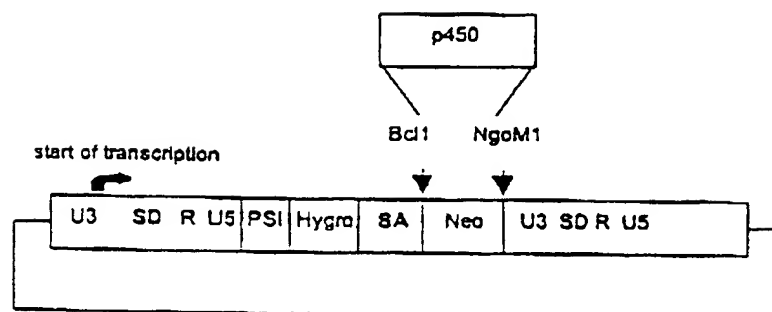 p450
Bcl1 NgoM1
start of transcription
U3 SD R U5 PSI Hygro SA Neo U3 SD R U5